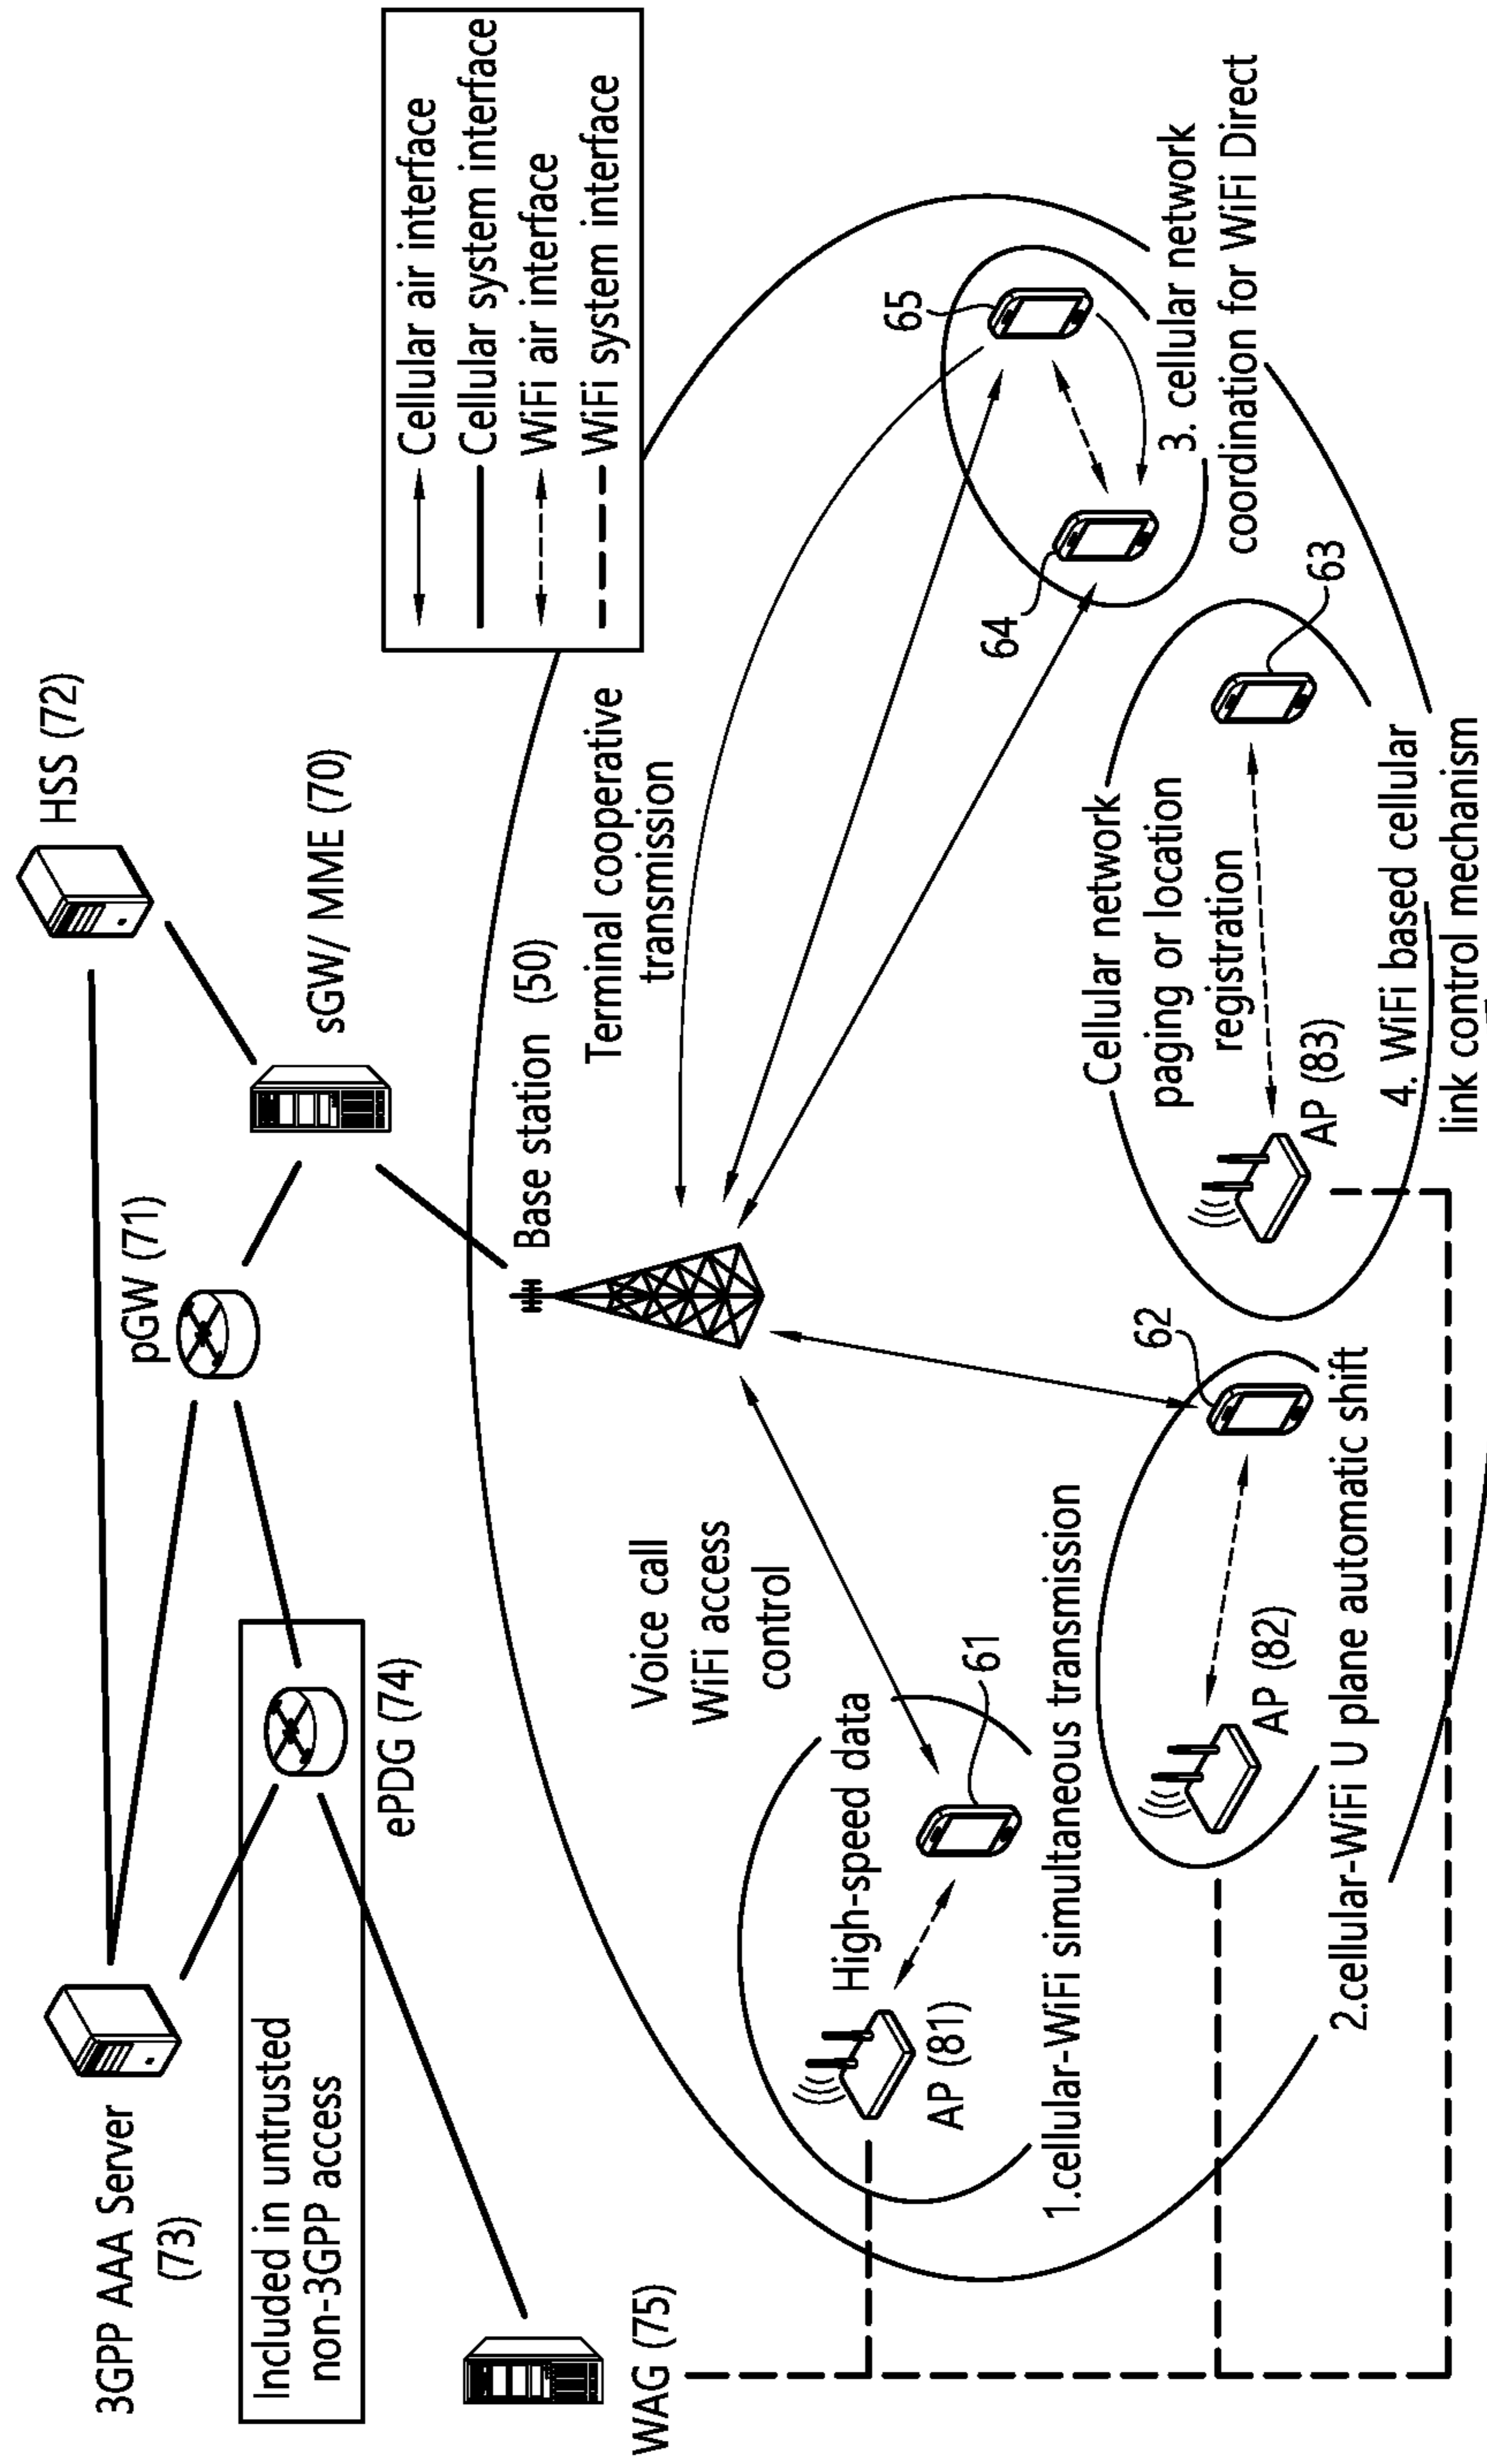 HSS (72)
3GPP AAA Server
(73)
pGW (71)
sGW/ MME (70)
Included in untrusted
non-3GPP access
ePDG (74)
WAG (75)
Cellular air interface
Cellular system interface
WiFi air interface
WiFi system interface
Base station (50)
Terminal cooperative
transmission
Voice call
WiFi access
control
High-speed data
61
AP (81)
1.cellular-WiFi simultaneous transmission
62
AP (82)
2.cellular-WiFi U plane automatic shift
65
64
3. cellular network
coordination for WiFi Direct
Cellular network
paging or location
registration
63
AP (83)
4. WiFi based cellular
link control mechanism